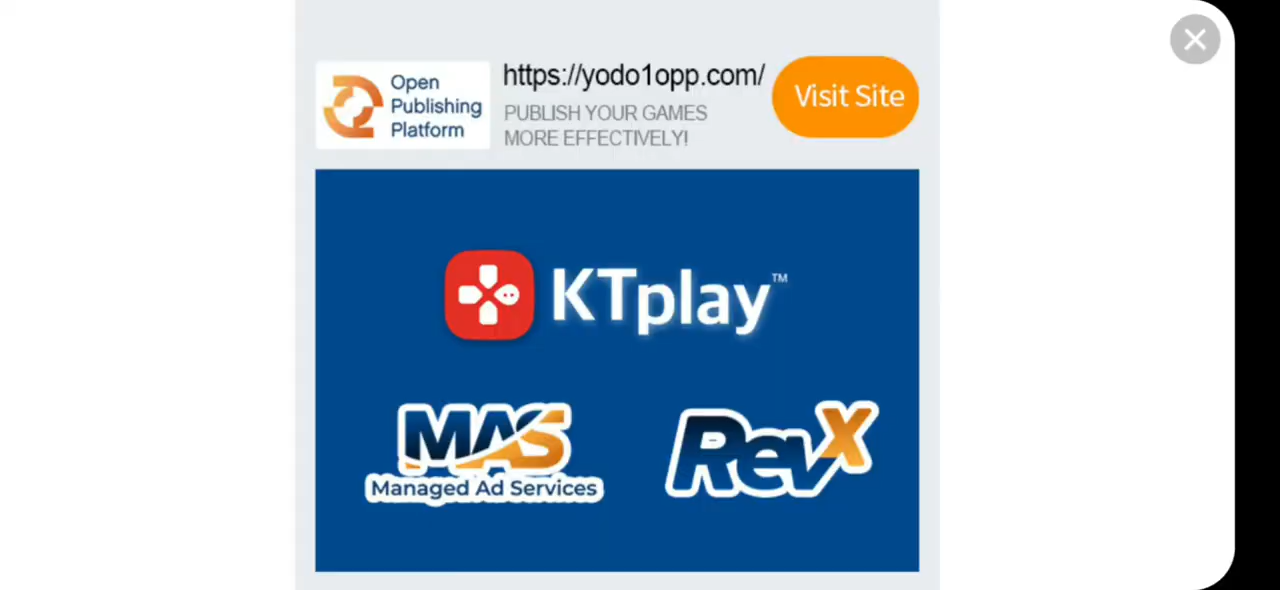 Open
Publishing
Platform
https://yodo1opp.com/
PUBLISH YOUR GAMES
MORE EFFECTIVELY!
Visit Site
KTplay™
MAS
Managed Ad Services
RevX